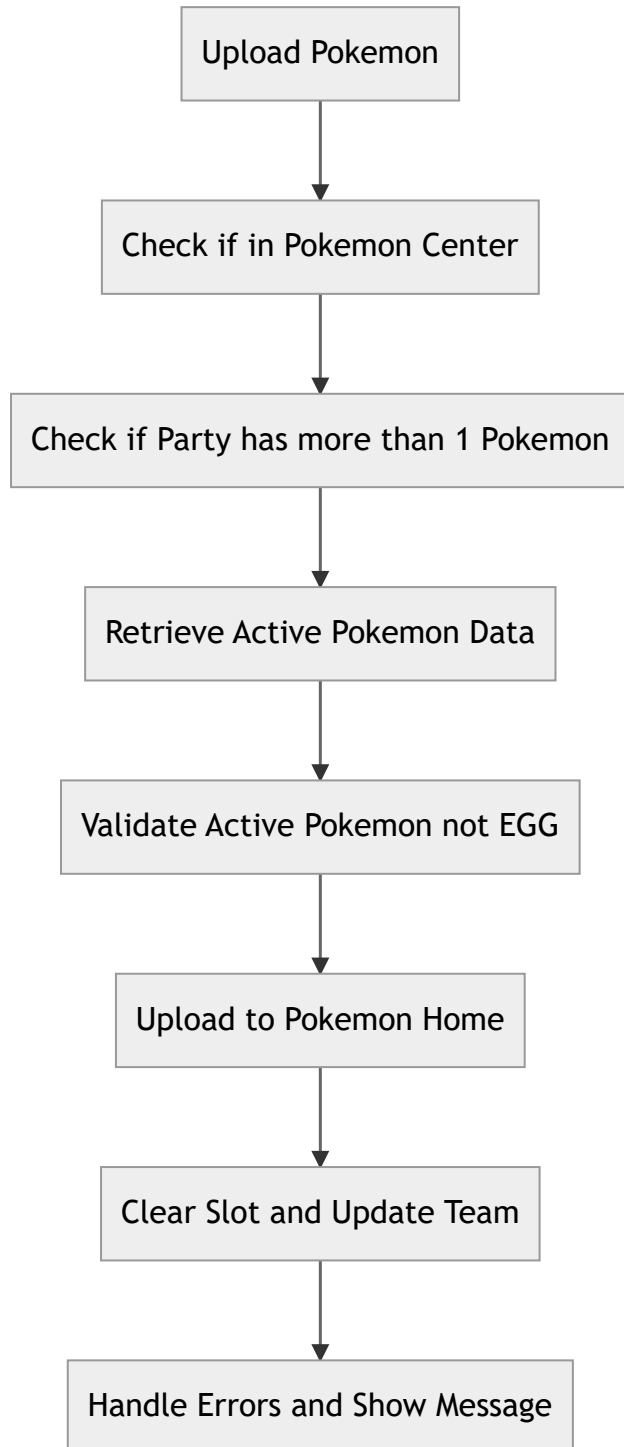 Upload Pokemon
Check if in Pokemon Center
Check if Party has more than 1 Pokemon
Retrieve Active Pokemon Data
Validate Active Pokemon not EGG
Upload to Pokemon Home
Clear Slot and Update Team
Handle Errors and Show Message